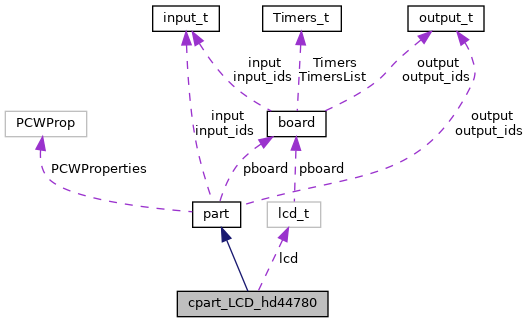 input_t
Timers_t
output_t
input
input_ids
Timers
TimersList
output
output_ids
PCWProp
input
input_ids
board
output
output_ids
PCWProperties
pboard
pboard
part
lcd_t
lcd
cpart_LCD_hd44780